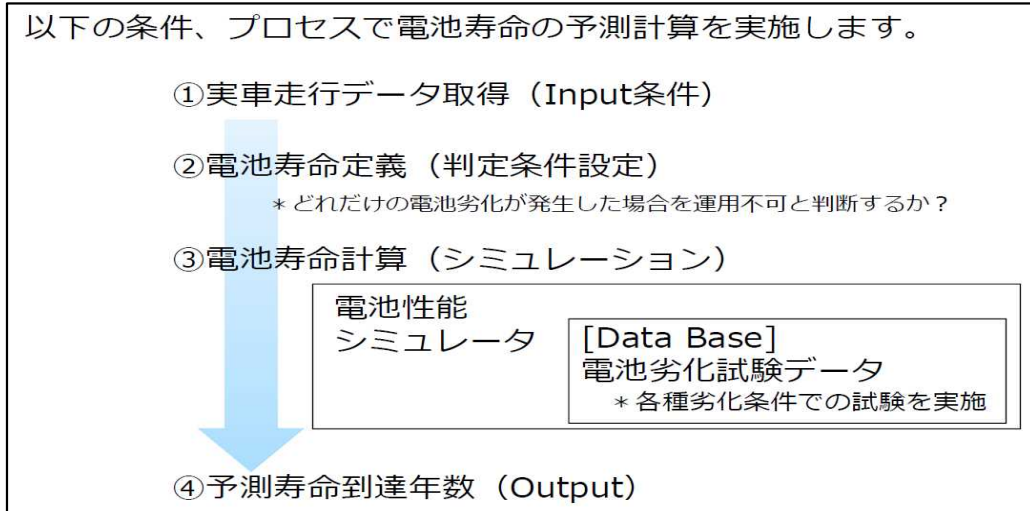 以下の条件、プロセスで電池寿命の予測計算を実施します。
①実車走行データ取得（Input条件）
②電池寿命定義（判定条件設定）
＊どれだけの電池劣化が発生した場合を運用不可と判断するか？
③電池寿命計算（シミュレーション）
電池性能
シミュレータ
[Data Base]
電池劣化試験データ
＊各種劣化条件での試験を実施
④予測寿命到達年数（Output）